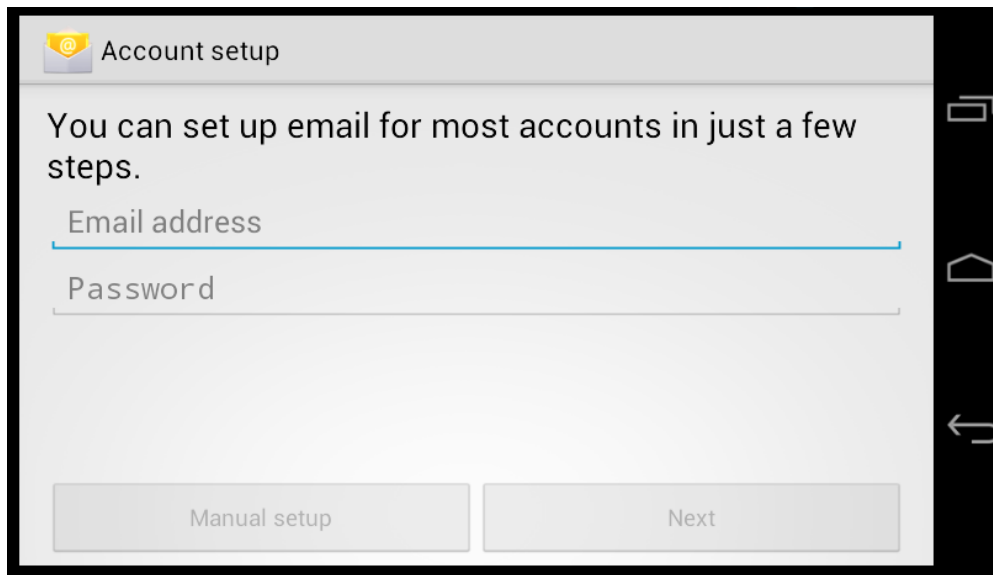 Account setup
You can set up email for most accounts in just a few
steps.
Email address
Password
Manual setup
Next